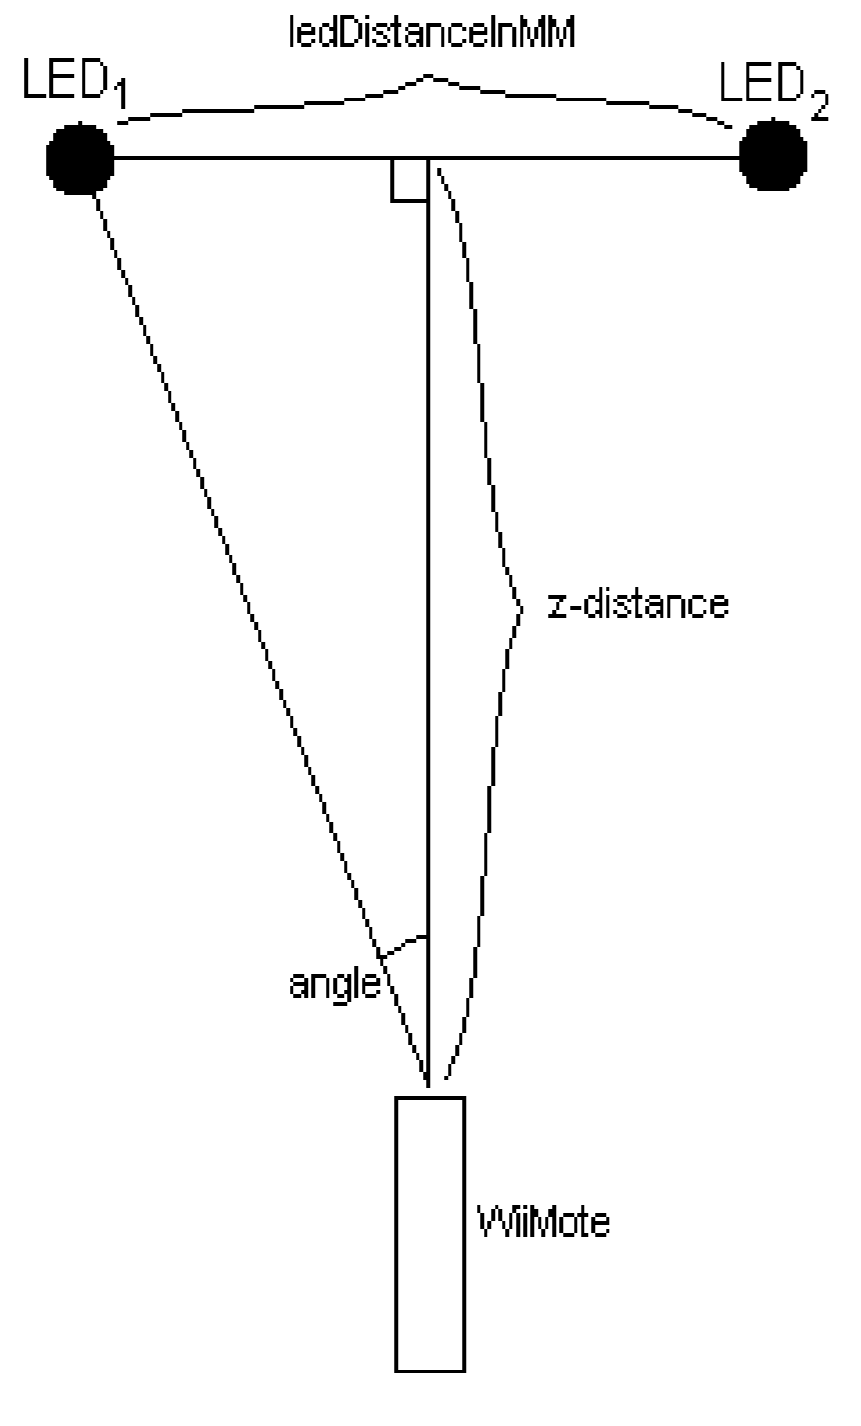 ledDistanceInMM
LED1
LED2
z-distance
angle
WiiMote